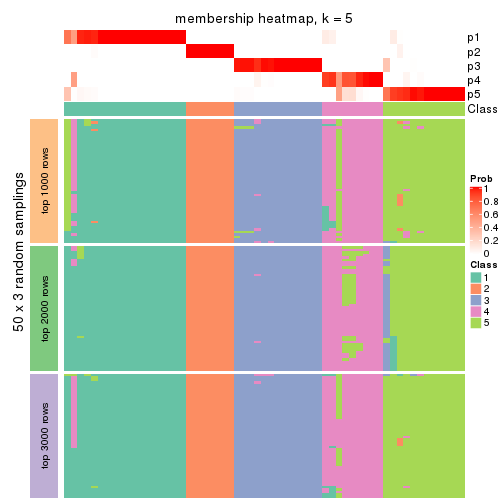 membership heatmap, k = 5
p1
p2
p3
p4
p5
Class
50 x 3 random samplings
top 1000 rows
top 2000 rows
top 3000 rows
Prob
1
0.8
0.6
0.4
0.2
0
Class
1
2
3
4
5